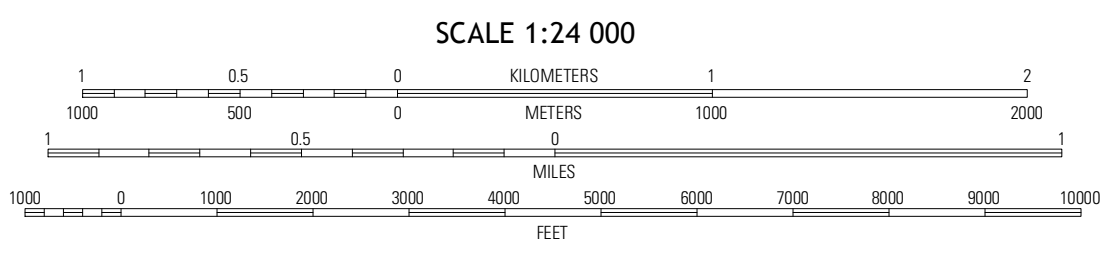 SCALE 1:24 000
1 0.5 0 KILOMETERS 1 2
1000 500 0 METERS 1000 2000
1 0.5 0 1
MILES
1000 0 1000 2000 3000 4000 5000 6000 7000 8000 9000 10000
FEET